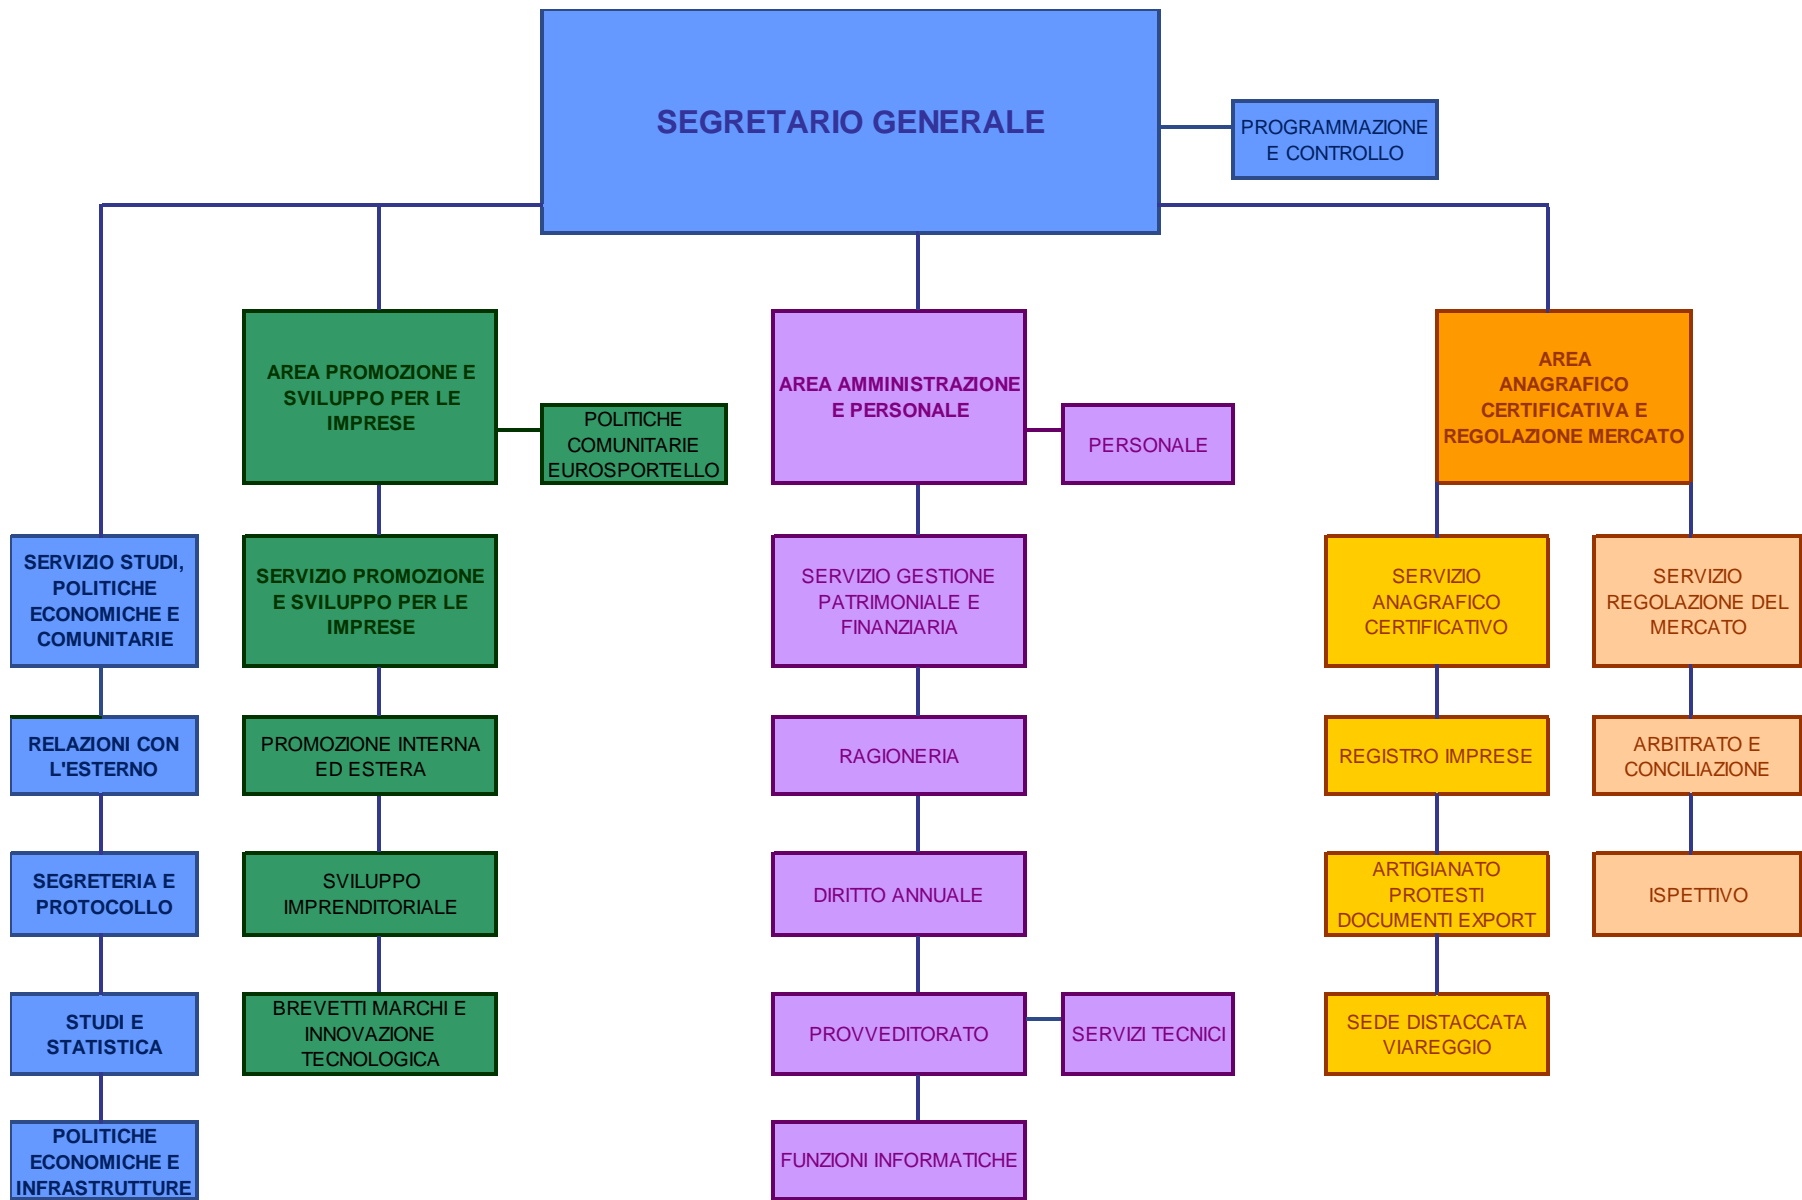 SEGRETARIO GENERALE
PROGRAMMAZIONE
E CONTROLLO
AREA PROMOZIONE E
SVILUPPO PER LE
IMPRESE
POLITICHE
COMUNITARIE
EUROSPORTELLO
AREA AMMINISTRAZIONE
E PERSONALE
PERSONALE
AREA
ANAGRAFICO
CERTIFICATIVA E
REGOLAZIONE MERCATO
SERVIZIO STUDI,
POLITICHE
ECONOMICHE E
COMUNITARIE
SERVIZIO PROMOZIONE
E SVILUPPO PER LE
IMPRESE
SERVIZIO GESTIONE
PATRIMONIALE E
FINANZIARIA
SERVIZIO
ANAGRAFICO
CERTIFICATIVO
SERVIZIO
REGOLAZIONE DEL
MERCATO
RELAZIONI CON
L'ESTERNO
PROMOZIONE INTERNA
ED ESTERA
RAGIONERIA
REGISTRO IMPRESE
ARBITRATO E
CONCILIAZIONE
SEGRETERIA E
PROTOCOLLO
SVILUPPO
IMPRENDITORIALE
DIRITTO ANNUALE
ARTIGIANATO
PROTESTI
DOCUMENTI EXPORT
ISPETTIVO
STUDI E
STATISTICA
BREVETTI MARCHI E
INNOVAZIONE
TECNOLOGICA
PROVVEDITORATO
SERVIZI TECNICI
SEDE DISTACCATA
VIAREGGIO
POLITICHE
ECONOMICHE E
INFRASTRUTTURE
FUNZIONI INFORMATICHE